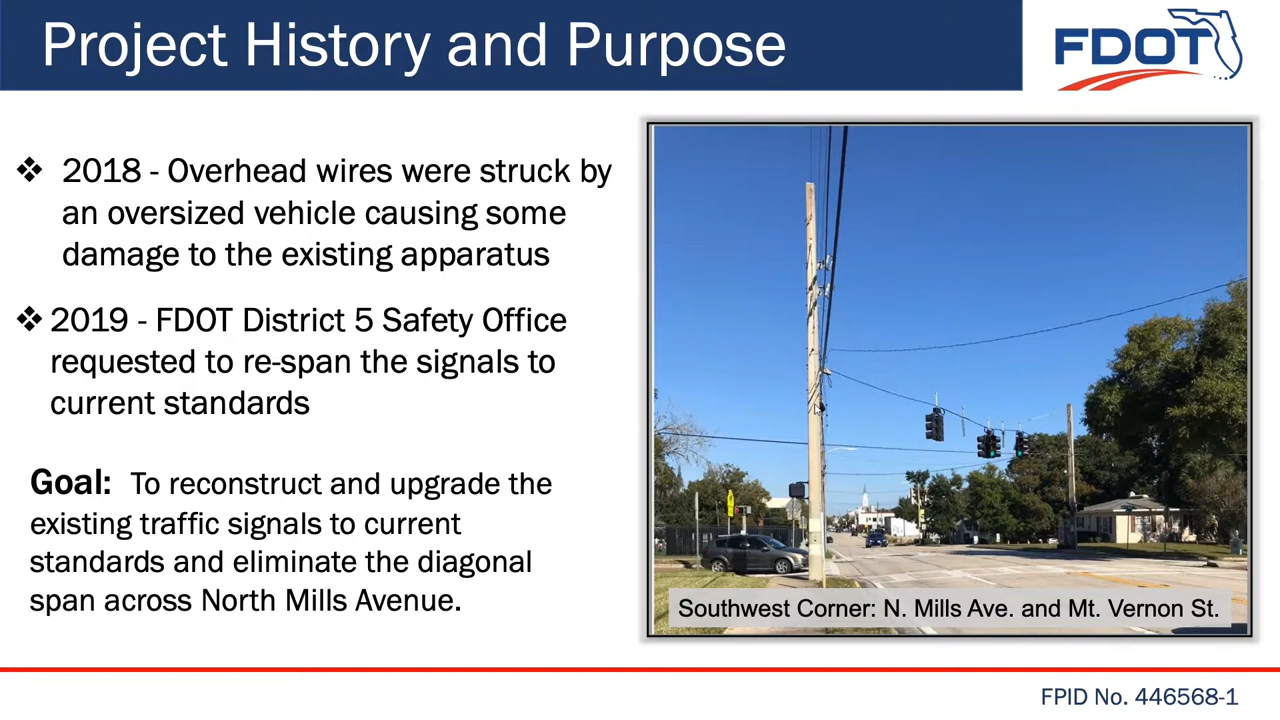 Project History and Purpose
FDOT
❖ 2018 - Overhead wires were struck by
an oversized vehicle causing some
damage to the existing apparatus
❖ 2019 - FDOT District 5 Safety Office
requested to re-span the signals to
current standards
Goal: To reconstruct and upgrade the
existing traffic signals to current
standards and eliminate the diagonal
span across North Mills Avenue.
Southwest Corner: N. Mills Ave. and Mt. Vernon St.
FPID No. 446568-1